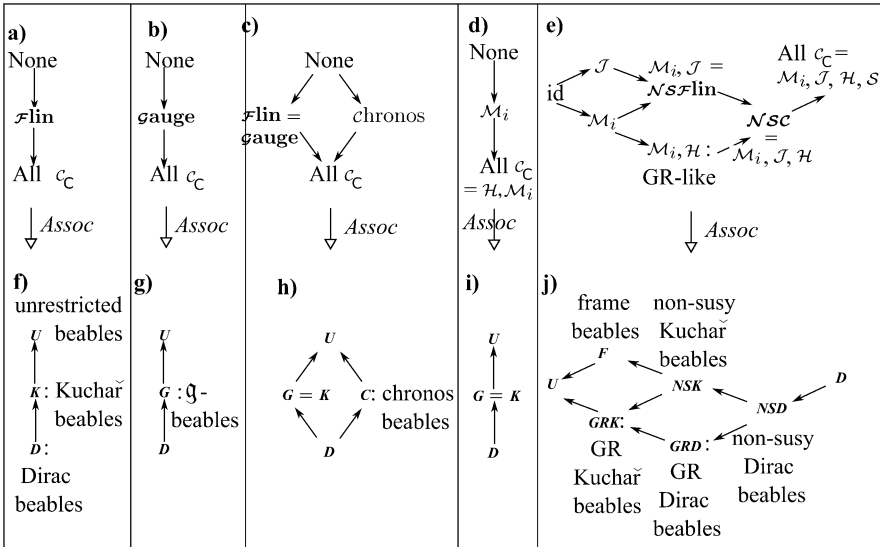 a)
None
𝓕lin
All 𝒸_C
Assoc
b)
None
𝓖auge
All 𝒸_C
Assoc
c)
None
𝓕lin =
𝓖auge
𝒸hronos
All 𝒸_C
Assoc
d)
None
ℳ_i
All 𝒸_C
= ℋ, ℳ_i
Assoc
e)
id
𝒥
ℳ_i
ℳ_i, 𝒥 =
𝓝𝓢𝓕lin
ℳ_i, ℋ :
GR-like
𝓝𝓢𝓒
=
ℳ_i, 𝒥, ℋ
All 𝒸_C =
ℳ_i, 𝒥, ℋ, 𝒮
Assoc
f)
unrestricted
beables
U
K: Kuchař
beables
D:
Dirac
beables
g)
U
G : 𝔤-
beables
D
h)
U
G = K
C: chronos
beables
D
i)
U
G = K
D
j)
frame
beables
F
non-susy
Kuchař
beables
U
NSK
D
NSD
GRK:
GR
Kuchař
beables
GRD:
GR
Dirac
beables
non-susy
Dirac
beables